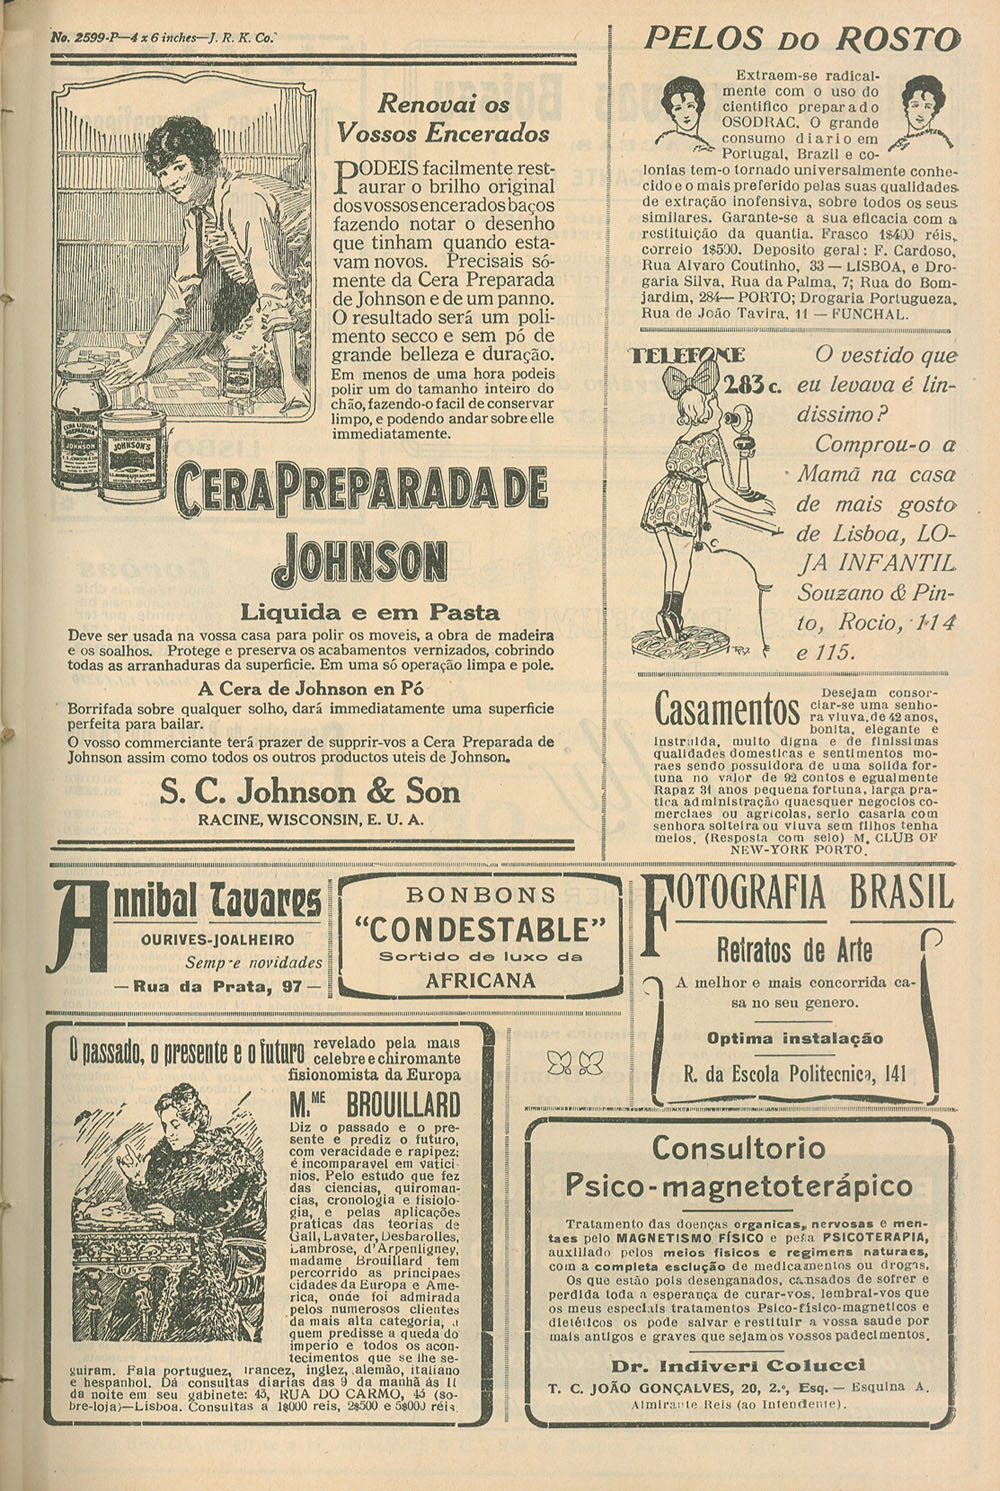 No. 2599-P—4 x 6 inches—J. R. K. Co.
Renovai os
Vossos Encerados
PODEIS facilmente rest-
aurar o brilho original
dos vossos encerados baços
fazendo notar o desenho
que tinham quando esta-
vam novos. Precisais só-
mente da Cera Preparada
de Johnson e de um panno.
O resultado será um poli-
mento secco e sem pó de
grande belleza e duração.
Em menos de uma hora podeis
polir um do tamanho inteiro do
chão, fazendo-o facil de conservar
limpo, e podendo andar sobre elle
immediatamente.
CERA LIQUIDA
PREPARADA
JOHNSON
JOHNSON'S
CERA PREPARADA DE
JOHNSON
Liquida e em Pasta
Deve ser usada na vossa casa para polir os moveis, a obra de madeira
e os soalhos. Protege e preserva os acabamentos vernizados, cobrindo
todas as arranhaduras da superficie. Em uma só operação limpa e pole.
A Cera de Johnson en Pó
Borrifada sobre qualquer solho, dará immediatamente uma superficie
perfeita para bailar.
O vosso commerciante terá prazer de supprir-vos a Cera Preparada de
Johnson assim como todos os outros productos uteis de Johnson.
S. C. Johnson & Son
RACINE, WISCONSIN, E. U. A.
PELOS DO ROSTO
Extraem-se radical-
mente com o uso do
cientifico preparado
OSODRAC. O grande
consumo diario em
Portugal, Brazil e co-
lonias tem-o tornado universalmente conhe-
cido e o mais preferido pelas suas qualidades
de extração inofensiva, sobre todos os seus
similares. Garante-se a sua eficacia com a
restituição da quantia. Frasco 1$400 réis,
correio 1$500. Deposito geral: F. Cardoso,
Rua Alvaro Coutinho, 33 — LISBOA, e Dro-
garia Silva, Rua da Palma, 7; Rua do Bom-
jardim, 284— PORTO; Drogaria Portugueza,
Rua de João Tavira, 11 — FUNCHAL.
TELEFONE
283 c.
O vestido que
eu levava é lin-
dissimo?
Comprou-o a
Mamã na casa
de mais gosto
de Lisboa, LO-
JA INFANTIL
Souzano & Pin-
to, Rocio, 114
e 115.
Casamentos
Desejam consor-
ciar-se uma senho-
ra viuva, de 42 anos,
bonita, elegante e
instruida, muito digna e de finissimas
qualidades domesticas e sentimentos mo-
raes sendo possuidora de uma solida for-
tuna no valor de 92 contos e egualmente
Rapaz 31 anos pequena fortuna, larga pra-
tica administração quaesquer negocios co-
merciaes ou agricolas, serio casaria com
senhora solteira ou viuva sem filhos tenha
meios. (Resposta com selo) M. CLUB OF
NEW-YORK PORTO.
Annibal Tavares
OURIVES-JOALHEIRO
Sempre novidades
— Rua da Prata, 97 —
BONBONS
"CONDESTABLE"
Sortido de luxo da
AFRICANA
FOTOGRAFIA BRASIL
Retratos de Arte
A melhor e mais concorrida ca-
sa no seu genero.
Optima instalação
R. da Escola Politecnica, 141
O passado, o presente e o futuro
revelado pela mais
celebre e chiromante
fisionomista da Europa
M.ME BROUILLARD
Diz o passado e o pre-
sente e prediz o futuro,
com veracidade e rapipez:
é incomparavel em vatici-
nios. Pelo estudo que fez
das ciencias, quiroman-
cias, cronologia e fisiolo-
gia, e pelas aplicações
praticas das teorias de
Gall, Lavater, Desbarolles,
Lambrose, d'Arpenligney,
madame Brouillard tem
percorrido as principaes
cidades da Europa e Ame-
rica, onde foi admirada
pelos numerosos clientes
da mais alta categoria, a
quem predisse a queda do
imperio e todos os acon-
tecimentos que se lhe se-
guiram. Fala portuguez, francez, inglez, alemão, italiano
e hespanhol. Dá consultas diarias das 9 da manhã ás 11
da noite em seu gabinete: 43, RUA DO CARMO, 43 (so-
bre-loja)—Lisboa. Consultas a 1$000 reis, 2$500 e 5$000 réis.
Consultorio
Psico-magnetoterápico
Tratamento das doenças organicas, nervosas e men-
taes pelo MAGNETISMO FÍSICO e pela PSICOTERAPIA,
auxiliado pelos meios fisicos e regimens naturaes,
com a completa esclução de medicamentos ou drogas.
Os que estão pois desenganados, cansados de sofrer e
perdida toda a esperança de curar-vos, lembral-vos que
os meus especiais tratamentos Psico-físico-magneticos e
dietéticos os pode salvar e restituir a vossa saude por
mais antigos e graves que sejamos vossos padecimentos.
Dr. Indiveri Colucci
T. C. JOÃO GONÇALVES, 20, 2.º, Esq. — Esquina A.
Almirante Reis (ao Intendente).